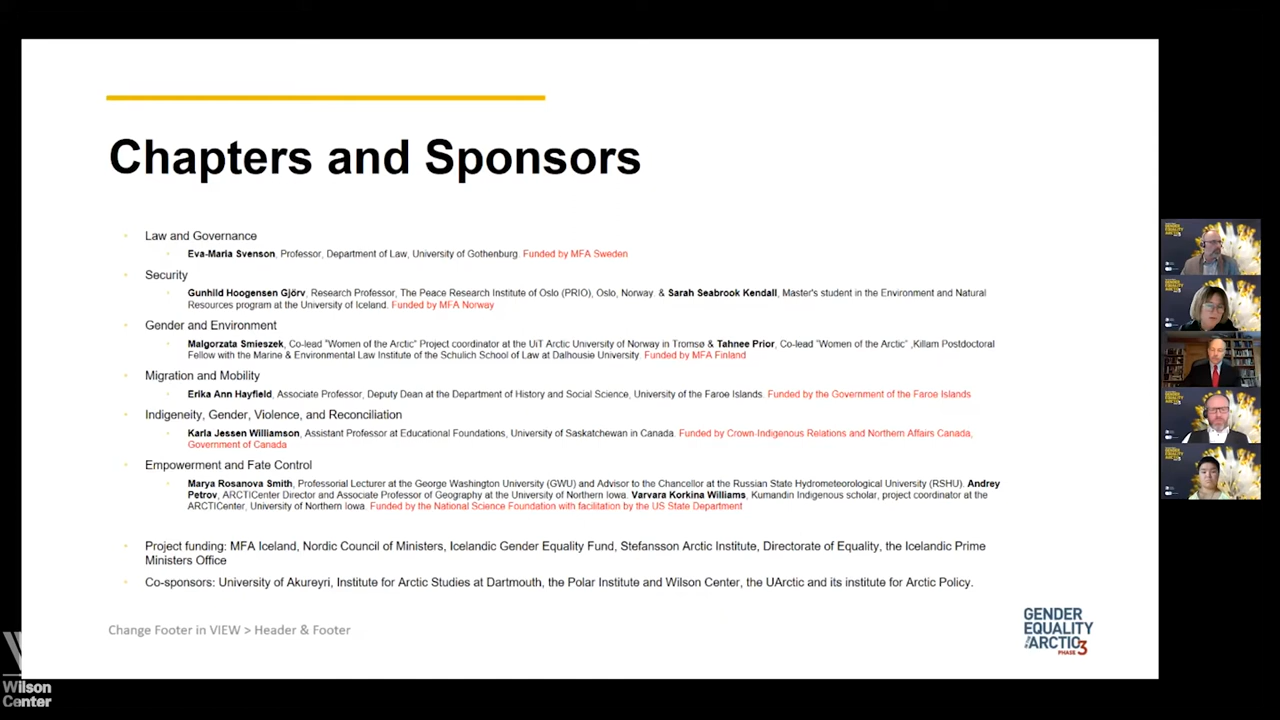 Chapters and Sponsors
Law and Governance
Eva-Maria Svenson, Professor, Department of Law, University of Gothenburg. Funded by MFA Sweden
Security
Gunhild Hoogensen Gjörv, Research Professor, The Peace Research Institute of Oslo (PRIO), Oslo, Norway. & Sarah Seabrook Kendall, Master's student in the Environment and Natural
Resources program at the University of Iceland. Funded by MFA Norway
Gender and Environment
Malgorzata Smieszek, Co-lead "Women of the Arctic" Project coordinator at the UiT Arctic University of Norway in Tromsø & Tahnee Prior, Co-lead "Women of the Arctic" ,Killam Postdoctoral
Fellow with the Marine & Environmental Law Institute of the Schulich School of Law at Dalhousie University. Funded by MFA Finland
Migration and Mobility
Erika Ann Hayfield, Associate Professor, Deputy Dean at the Department of History and Social Science, University of the Faroe Islands. Funded by the Government of the Faroe Islands
Indigeneity, Gender, Violence, and Reconciliation
Karla Jessen Williamson, Assistant Professor at Educational Foundations, University of Saskatchewan in Canada. Funded by Crown-Indigenous Relations and Northern Affairs Canada,
Government of Canada
Empowerment and Fate Control
Marya Rosanova Smith, Professorial Lecturer at the George Washington University (GWU) and Advisor to the Chancellor at the Russian State Hydrometeorological University (RSHU). Andrey
Petrov, ARCTICenter Director and Associate Professor of Geography at the University of Northern Iowa. Varvara Korkina Williams, Kumandin Indigenous scholar, project coordinator at the
ARCTICenter, University of Northern Iowa. Funded by the National Science Foundation with facilitation by the US State Department
Project funding: MFA Iceland, Nordic Council of Ministers, Icelandic Gender Equality Fund, Stefansson Arctic Institute, Directorate of Equality, the Icelandic Prime
Ministers Office
Co-sponsors: University of Akureyri, Institute for Arctic Studies at Dartmouth, the Polar Institute and Wilson Center, the UArctic and its institute for Arctic Policy.
Change Footer in VIEW > Header & Footer
GENDER
EQUALITY
IN THE ARCTIC
PHASE 3
Wilson
Center